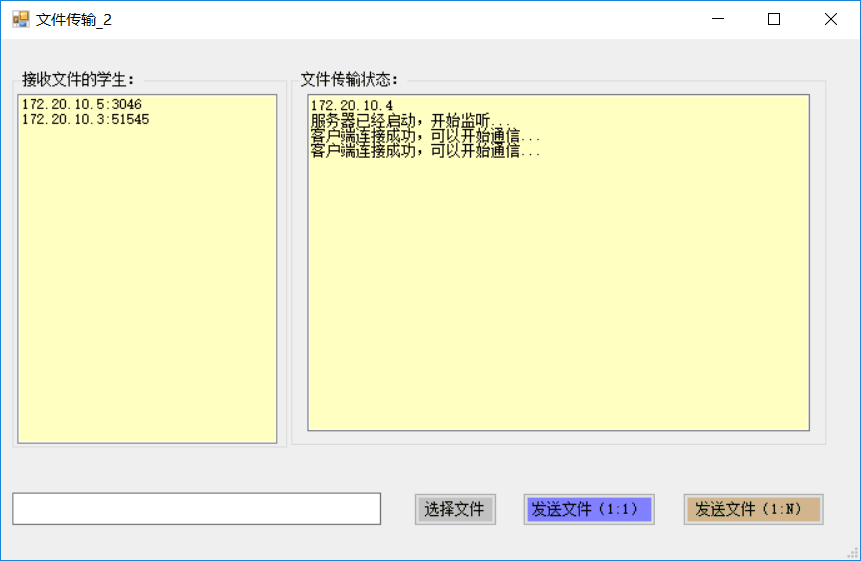 文件传输_2
接收文件的学生：
172.20.10.5:3046
172.20.10.3:51545
文件传输状态：
172.20.10.4
服务器已经启动，开始监听...
客户端连接成功，可以开始通信...
客户端连接成功，可以开始通信...
选择文件
发送文件（1:1）
发送文件（1:N）